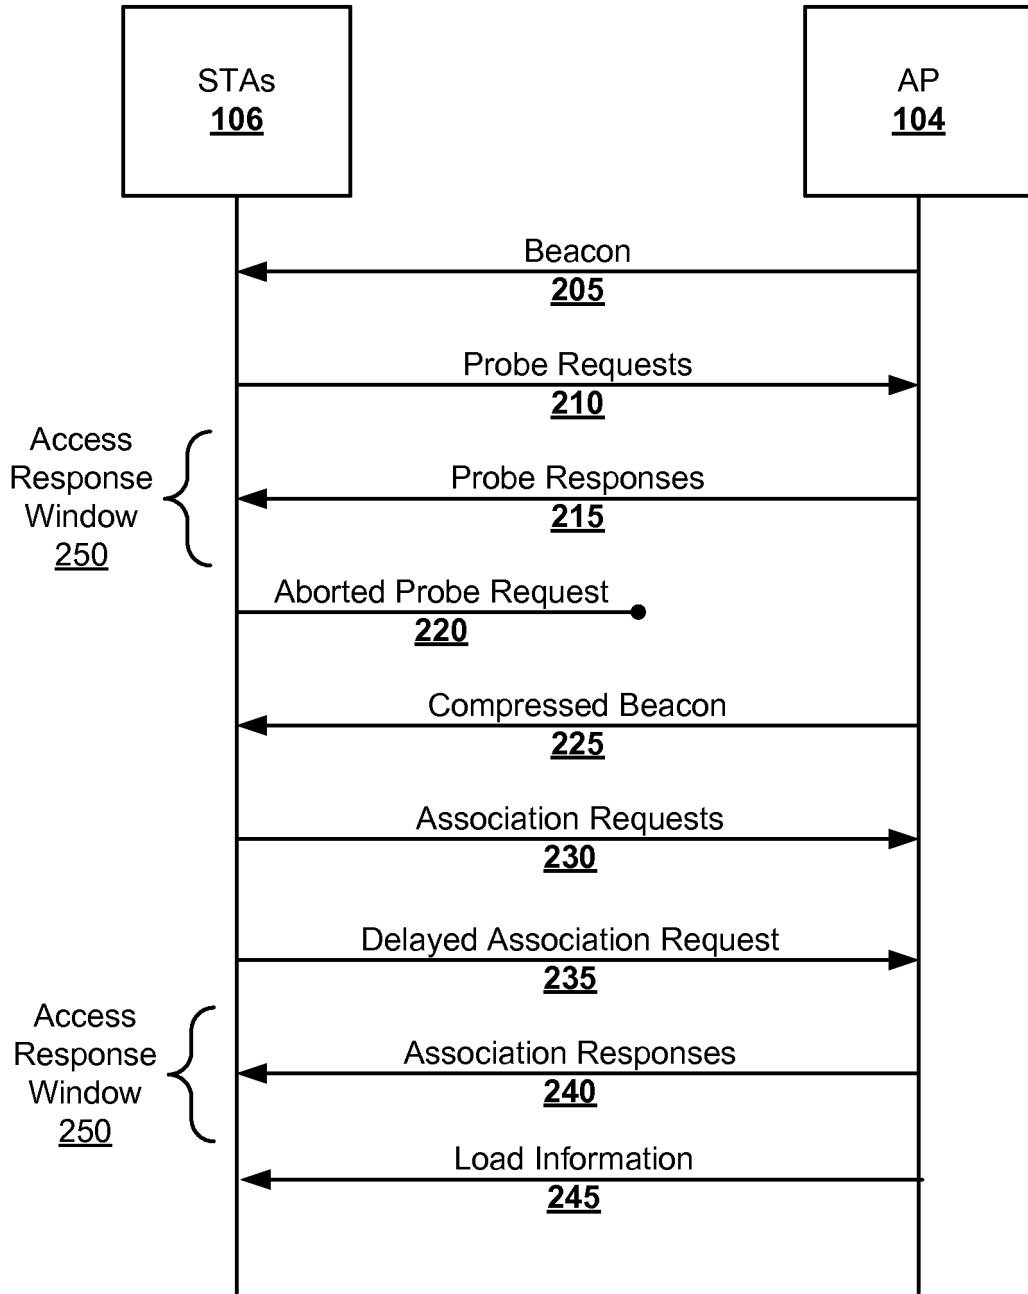 STAs
106
AP
104
Beacon
205
Probe Requests
210
Access
Response
Window
250
Probe Responses
215
Aborted Probe Request
220
Compressed Beacon
225
Association Requests
230
Delayed Association Request
235
Access
Response
Window
250
Association Responses
240
Load Information
245